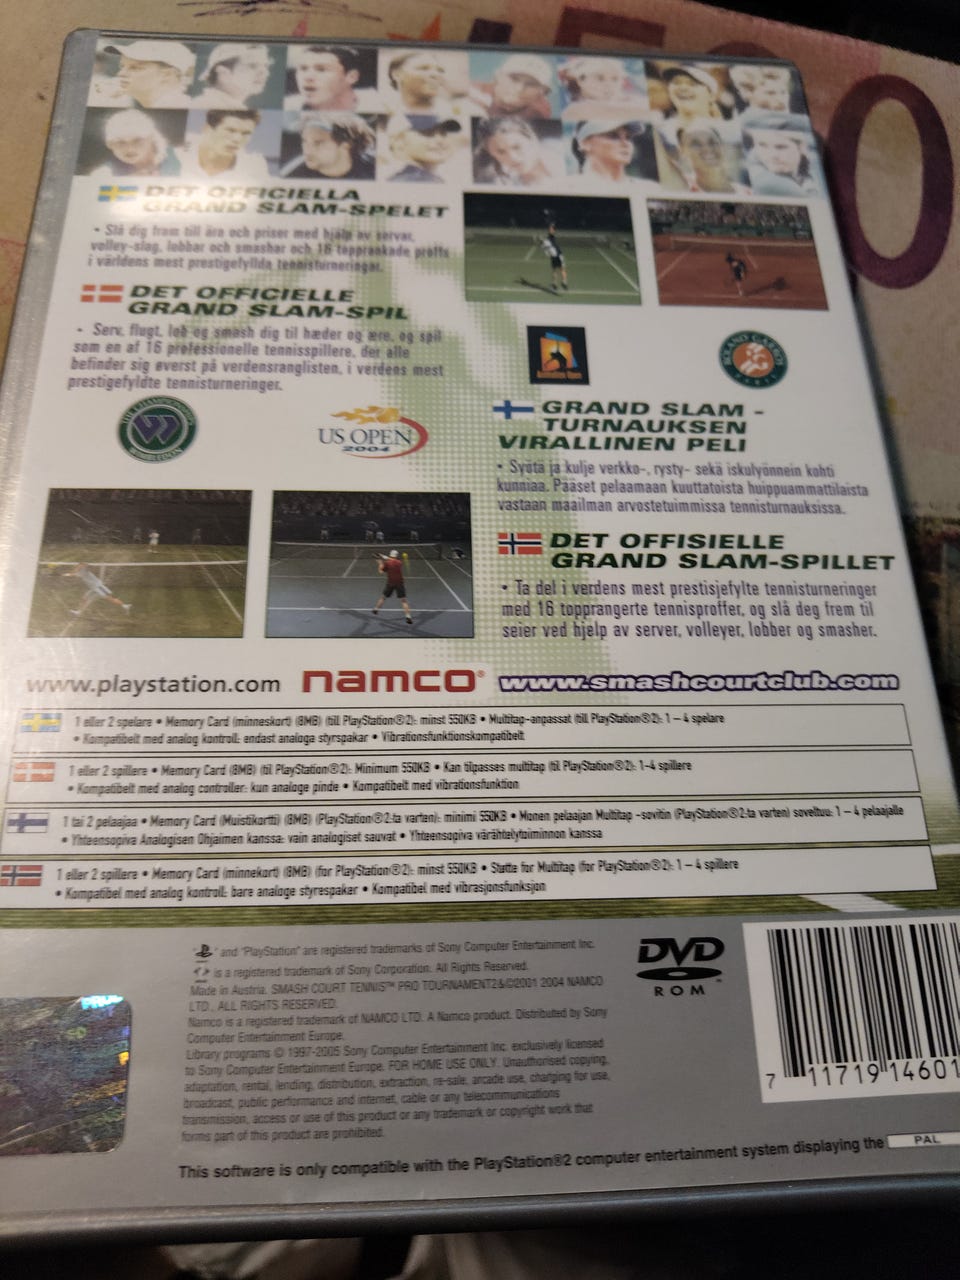 DET OFFICIELLA
GRAND SLAM-SPELET
• Slå dig fram till ära och priser med hjälp av servar,
volley-slag, lobbar och smashar och 16 topprankade proffs
i världens mest prestigefyllda tennisturneringar.
DET OFFICIELLE
GRAND SLAM-SPIL
• Serv, flugt, lob og smash dig til hæder og ære, og spil
som en af 16 professionelle tennisspillere, der alle
befinder sig øverst på verdensranglisten, i verdens mest
prestigefyldte tennisturneringer.
ROLAND GARROS
PARIS
THE CHAMPIONSHIPS
WIMBLEDON
US OPEN
2004
GRAND SLAM -
TURNAUKSEN
VIRALLINEN PELI
• Syötä ja kulje verkko-, rysty- sekä iskulyönnein kohti
kunniaa. Pääset pelaamaan kuuttatoista huippuammattilaista
vastaan maailman arvostetuimmissa tennisturnauksissa.
DET OFFISIELLE
GRAND SLAM-SPILLET
• Ta del i verdens mest prestisjefylte tennisturneringer
med 16 topprangerte tennisproffer, og slå deg frem til
seier ved hjelp av server, volleyer, lobber og smasher.
www.playstation.com namco® www.smashcourtclub.com
1 eller 2 spelare • Memory Card (minneskort) (8MB) (till PlayStation®2): minst 550KB • Multitap-anpassat (till PlayStation®2): 1 – 4 spelare
• Kompatibelt med analog kontroll: endast analoga styrspakar • Vibrationsfunktionskompatibelt
1 eller 2 spillere • Memory Card (8MB) (til PlayStation®2): Minimum 550KB • Kan tilpasses multitap (til PlayStation®2): 1-4 spillere
• Kompatibelt med analog controller: kun analoge pinde • Kompatibelt med vibrationsfunktion
1 tai 2 pelaajaa • Memory Card (Muistikortti) (8MB) (PlayStation®2:ta varten): minimi 550KB • Monen pelaajan Multitap -sovitin (PlayStation®2:ta varten) soveltuu: 1 – 4 pelaajalle
• Yhteensopiva Analogisen Ohjaimen kanssa: vain analogiset sauvat • Yhteensopiva värähtelytoiminnon kanssa
1 eller 2 spillere • Memory Card (minnekort) (8MB) (for PlayStation®2): minst 550KB • Støtte for Multitap (for PlayStation®2): 1 – 4 spillere
• Kompatibel med analog kontroll: bare analoge styrespaker • Kompatibel med vibrasjonsfunksjon
" " and "PlayStation" are registered trademarks of Sony Computer Entertainment Inc.
" " is a registered trademark of Sony Corporation. All Rights Reserved.
Made in Austria. SMASH COURT TENNIS™ PRO TOURNAMENT2&©2001 2004 NAMCO
LTD., ALL RIGHTS RESERVED.
Namco is a registered trademark of NAMCO LTD. A Namco product. Distributed by Sony
Computer Entertainment Europe.
Library programs © 1997-2005 Sony Computer Entertainment Inc. exclusively licensed
to Sony Computer Entertainment Europe. FOR HOME USE ONLY. Unauthorised copying,
adaptation, rental, lending, distribution, extraction, re-sale, arcade use, charging for use,
broadcast, public performance and internet, cable or any telecommunications
transmission, access or use of this product or any trademark or copyright work that
forms part of this product are prohibited.
DVD
ROM
7 11719 14601
This software is only compatible with the PlayStation®2 computer entertainment system displaying the PAL